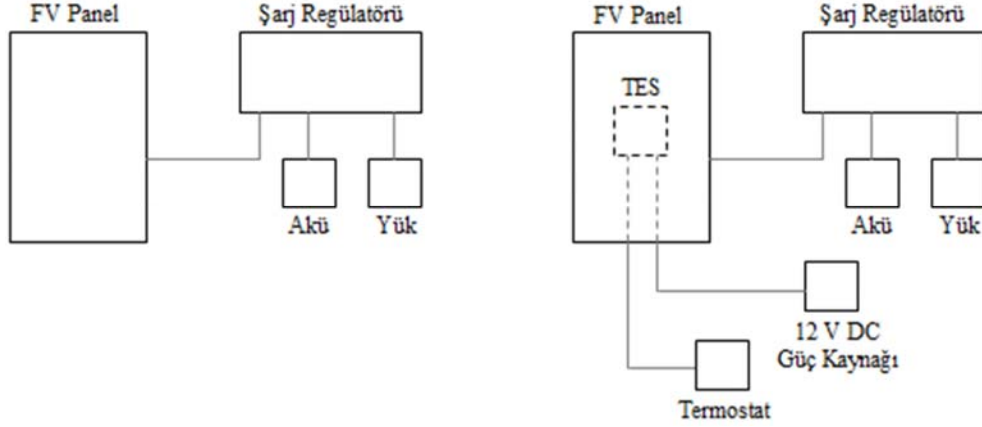 FV Panel
Şarj Regülatörü
Akü
Yük
FV Panel
Şarj Regülatörü
TES
Akü
Yük
12 V DC
Güç Kaynağı
Termostat